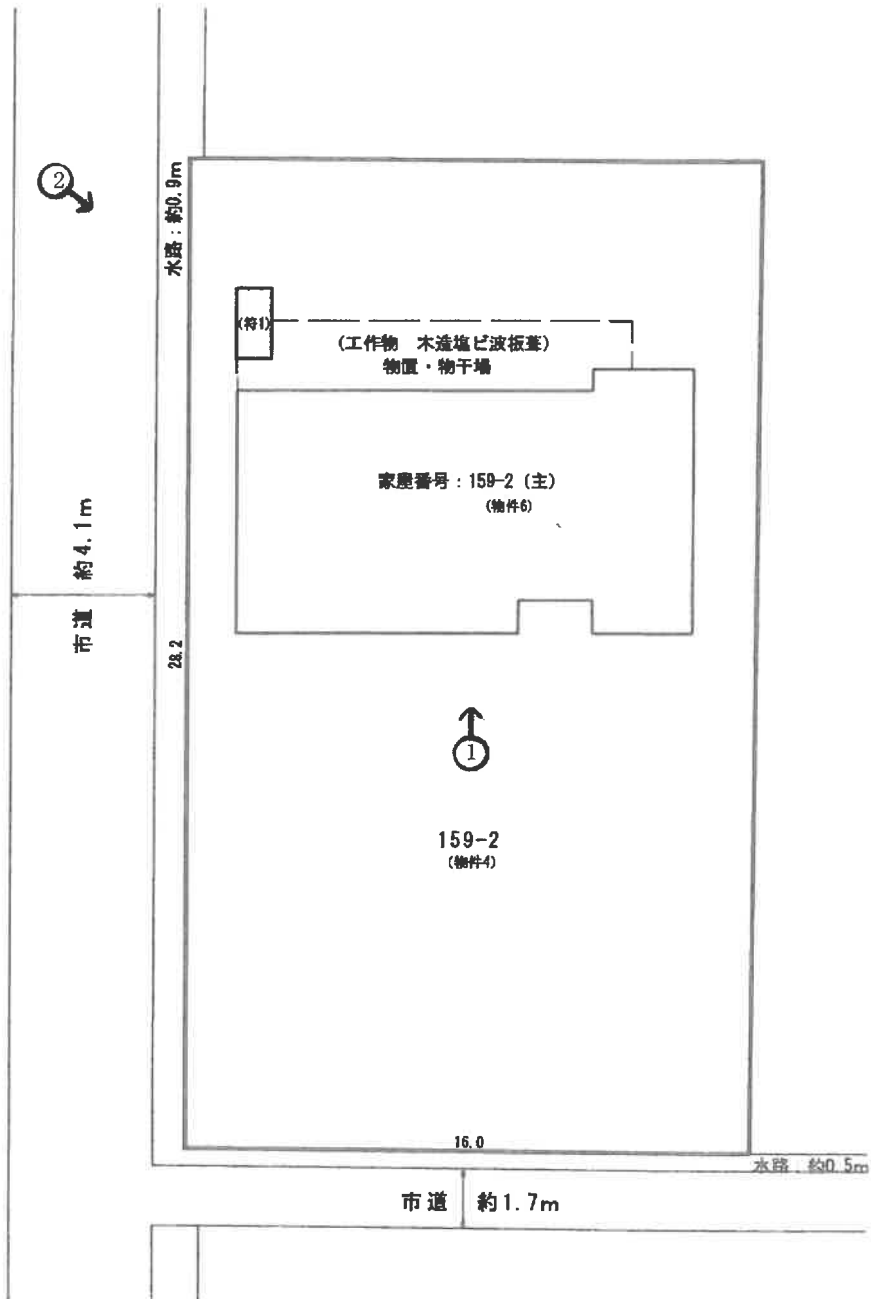 ②
水路:約0.9m
(符1)
(工作物 木造塩ビ波板葺)
物置・物干場
家屋番号:159-2(主)
(物件6)
市道 約4.1m
28.2
①
159-2
(物件4)
16.0
水路:約0.5m
市道 約1.7m